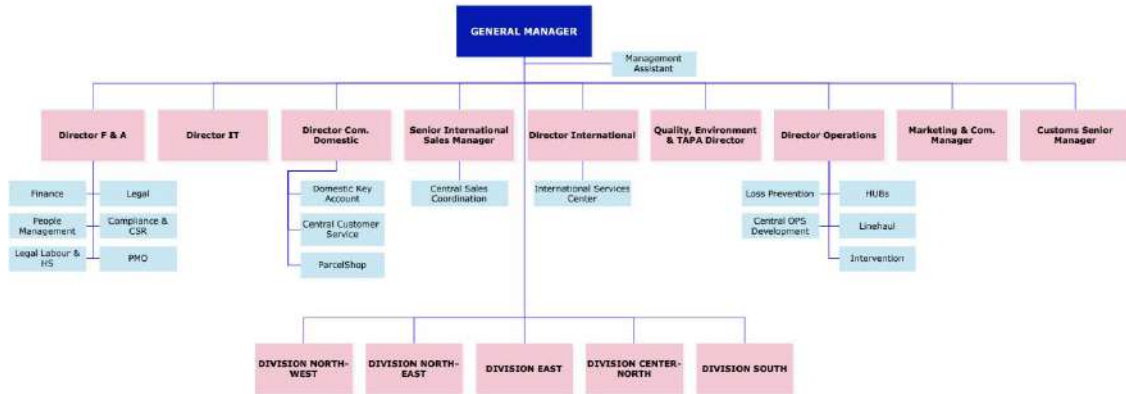 GENERAL MANAGER
Management
Assistant
Director F & A
Director IT
Director Com.
Domestic
Senior International
Sales Manager
Director International
Quality, Environment
& TAPA Director
Director Operations
Marketing & Com.
Manager
Customs Senior
Manager
Finance
Legal
People
Management
Compliance &
CSR
Legal Labour &
HS
PMO
Domestic Key
Account
Central Customer
Service
ParcelShop
Central Sales
Coordination
International Services
Center
Loss Prevention
HUBs
Central OPS
Development
Linehaul
Intervention
DIVISION NORTH-
WEST
DIVISION NORTH-
EAST
DIVISION EAST
DIVISION CENTER-
NORTH
DIVISION SOUTH